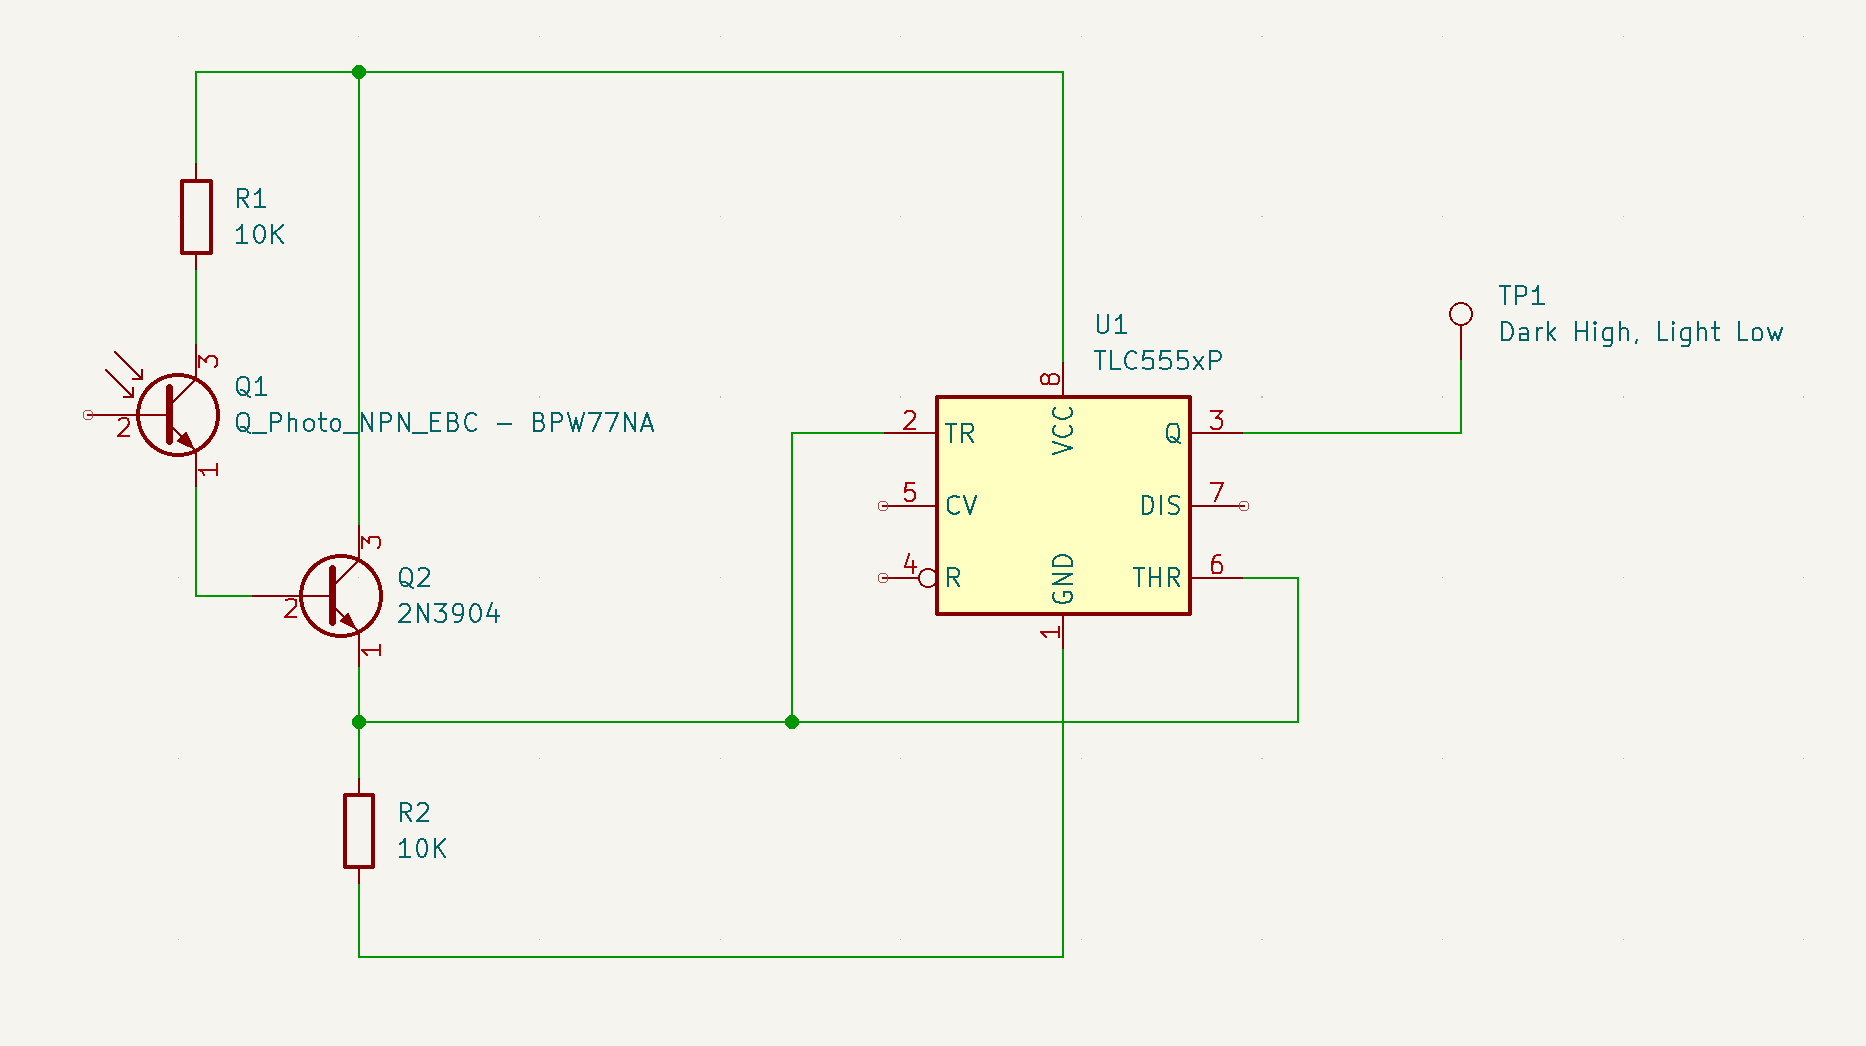 R1
10K
3
Q1
Q_Photo_NPN_EBC – BPW77NA
2
1
3
Q2
2N3904
2
1
R2
10K
U1
TLC555xP
8
2
TR
VCC
Q
3
5
CV
DIS
7
4
R
GND
THR
6
1
TP1
Dark High, Light Low